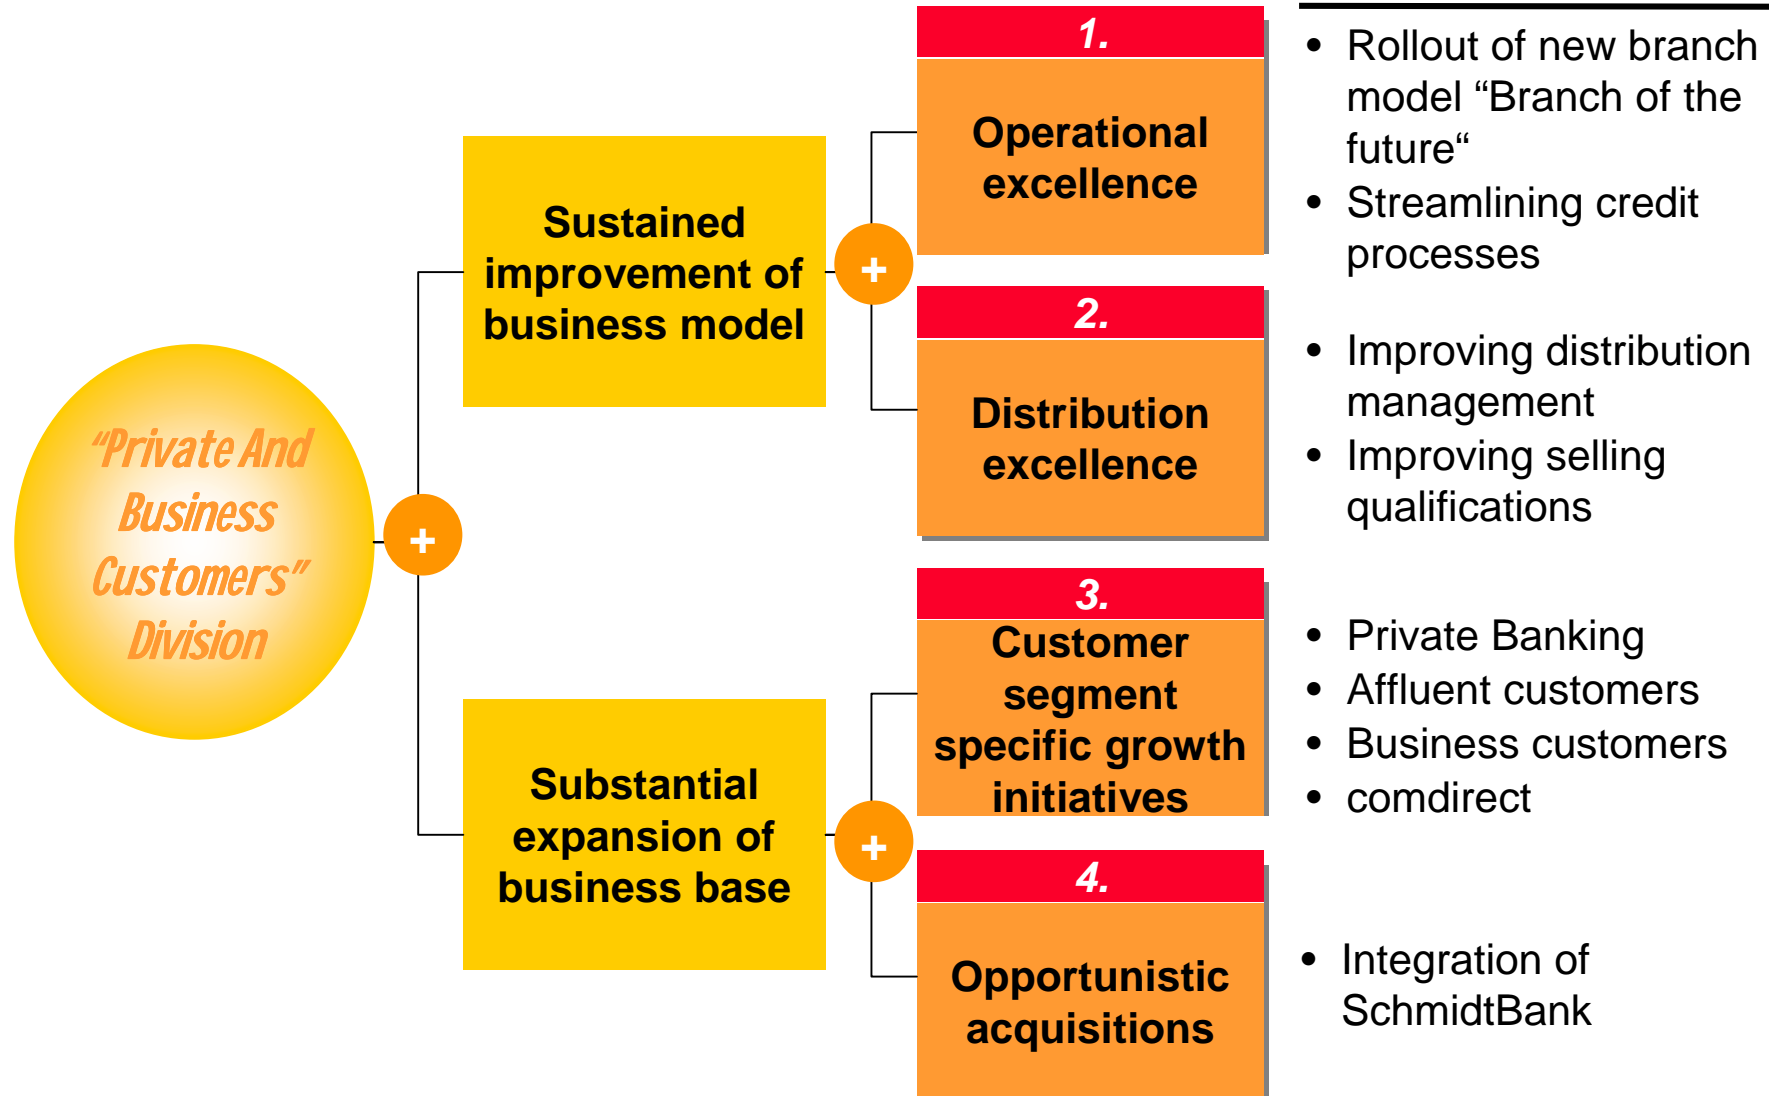 “Private And
Business
Customers”
Division
+
Sustained
improvement of
business model
+
Substantial
expansion of
business base
+
1.
Operational
excellence
• Rollout of new branch
model “Branch of the
future“
• Streamlining credit
processes
2.
Distribution
excellence
• Improving distribution
management
• Improving selling
qualifications
3.
Customer
segment
specific growth
initiatives
• Private Banking
• Affluent customers
• Business customers
• comdirect
4.
Opportunistic
acquisitions
• Integration of
SchmidtBank